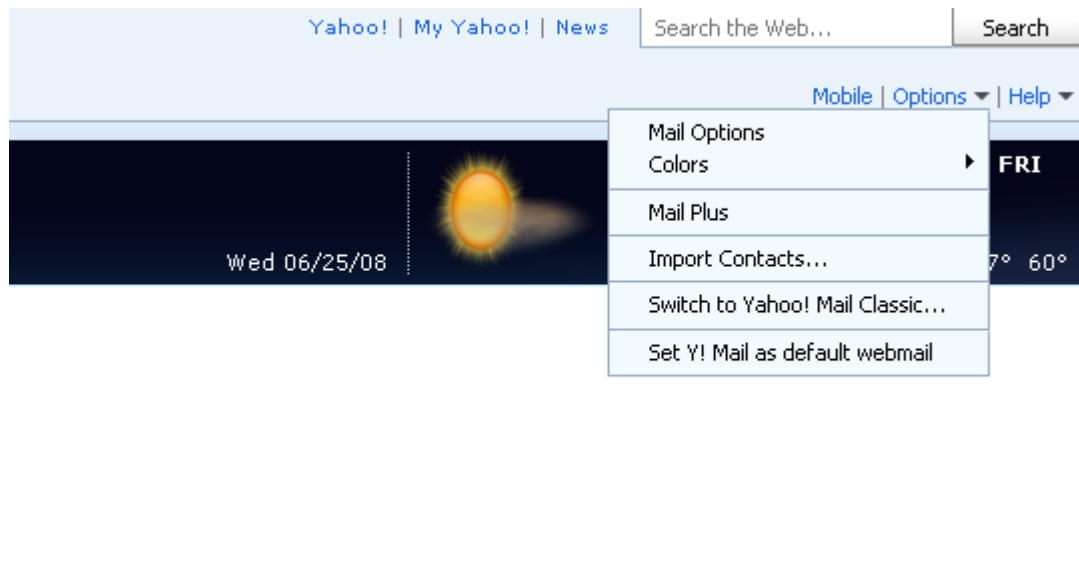 Yahoo! | My Yahoo! | News Search the Web... Search
Mobile | Options | Help
Mail Options
Colors FRI
Mail Plus
Import Contacts...
Wed 06/25/08 7° 60°
Switch to Yahoo! Mail Classic...
Set Y! Mail as default webmail